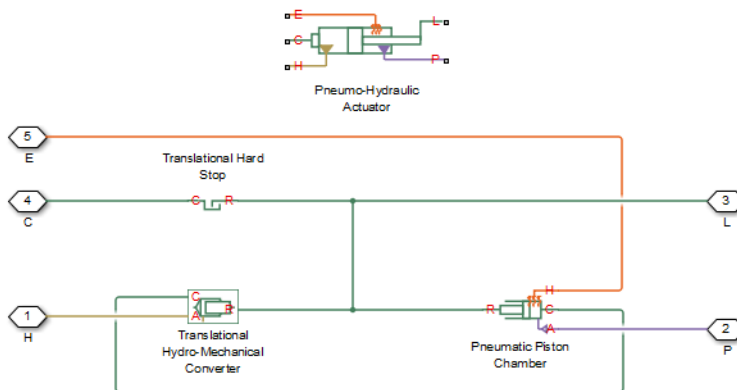 E
C
L
H
P
Pneumo-Hydraulic
Actuator
5
E
Translational Hard
Stop
4
C
C R
3
L
C
A
R
1
H
Translational
Hydro-Mechanical
Converter
H
R
C
A
Pneumatic Piston
Chamber
2
P